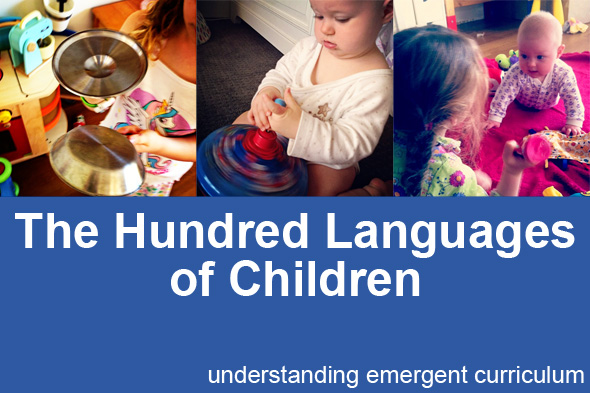 The Hundred Languages
of Children
understanding emergent curriculum